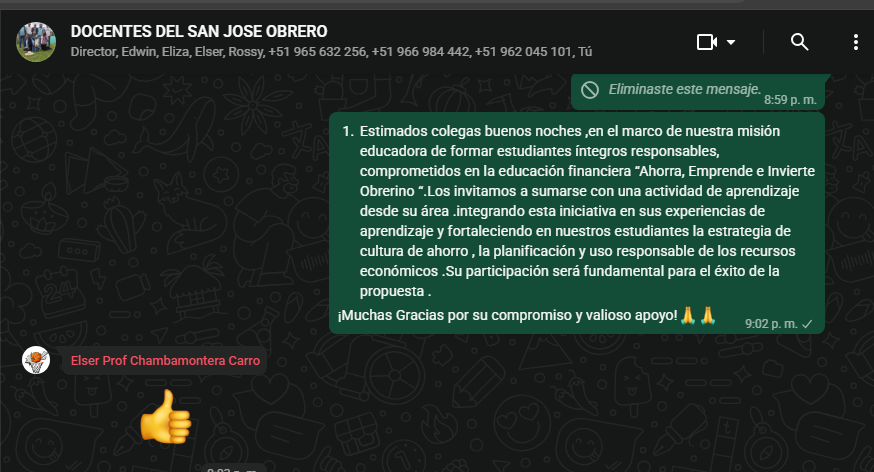 DOCENTES DEL SAN JOSE OBRERO
Director, Edwin, Eliza, Elser, Rossy, +51 965 632 256, +51 966 984 442, +51 962 045 101, Tú
Eliminaste este mensaje.
8:59 p. m.
1. Estimados colegas buenos noches ,en el marco de nuestra misión
educadora de formar estudiantes íntegros responsables,
comprometidos en la educación financiera “Ahorra, Emprende e Invierte
Obrerino “.Los invitamos a sumarse con una actividad de aprendizaje
desde su área .integrando esta iniciativa en sus experiencias de
aprendizaje y fortaleciendo en nuestros estudiantes la estrategia de
cultura de ahorro , la planificación y uso responsable de los recursos
económicos .Su participación será fundamental para el éxito de la
propuesta .
¡Muchas Gracias por su compromiso y valioso apoyo!🙏🙏
9:02 p. m.
Elser Prof Chambamontera Carro
👍